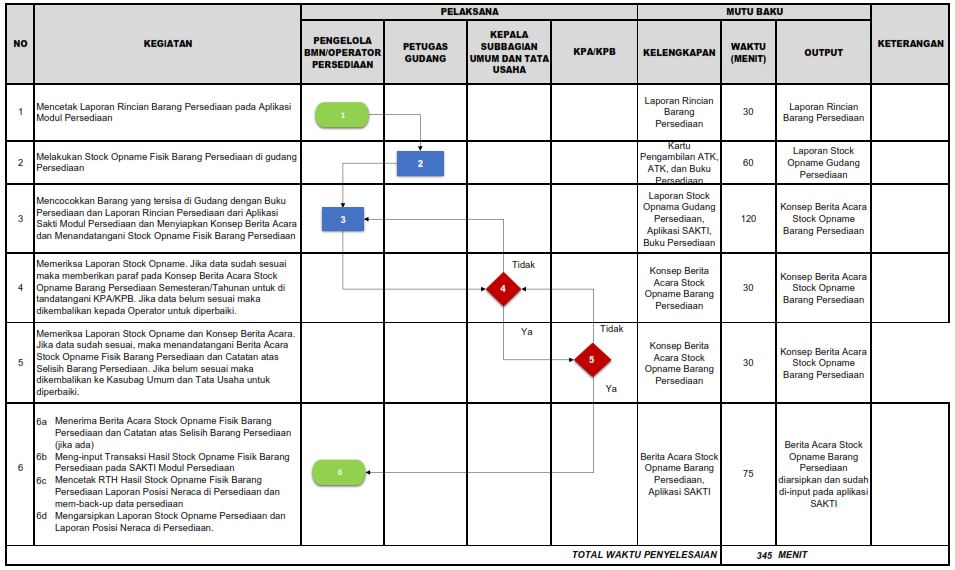 NO
KEGIATAN
PELAKSANA
MUTU BAKU
KETERANGAN
PENGELOLA
BMN/OPERATOR
PERSEDIAAN
PETUGAS
GUDANG
KEPALA
SUBBAGIAN
UMUM DAN TATA
USAHA
KPA/KPB
KELENGKAPAN
WAKTU
(MENIT)
OUTPUT
1
Mencetak Laporan Rincian Barang Persediaan pada Aplikasi
Modul Persediaan
1
Laporan Rincian
Barang
Persediaan
30
Laporan Rincian
Barang Persediaan
2
Melakukan Stock Opname Fisik Barang Persediaan di gudang
Persediaan
2
Kartu
Pengambilan ATK,
ATK, dan Buku
Persediaan
60
Laporan Stock
Opname Gudang
Persediaan
3
Mencocokkan Barang yang tersisa di Gudang dengan Buku
Persediaan dan Laporan Rincian Persediaan dari Aplikasi
Sakti Modul Persediaan dan Menyiapkan Konsep Berita Acara
dan Menandatangani Stock Opname Fisik Barang Persediaan
3
Laporan Stock
Opnama Gudang
Persediaan,
Aplikasi SAKTI,
Buku Persediaan
120
Konsep Berita Acara
Stock Opname
Barang Persediaan
4
Memeriksa Laporan Stock Opname. Jika data sudah sesuai
maka memberikan paraf pada Konsep Berita Acara Stock
Opname Barang Persediaan Semesteran/Tahunan untuk di
tandatangani KPA/KPB. Jika data belum sesuai maka
dikembalikan kepada Operator untuk diperbaiki.
Tidak
4
Ya
Konsep Berita
Acara Stock
Opname Barang
Persediaan
30
Konsep Berita Acara
Stock Opname
Barang Persediaan
5
Memeriksa Laporan Stock Opname dan Konsep Berita Acara.
Jika data sudah sesuai, maka menandatangani Berita Acara
Stock Opname Fisik Barang Persediaan dan Catatan atas
Selisih Barang Persediaan. Jika belum sesuai maka
dikembalikan ke Kasubag Umum dan Tata Usaha untuk
diperbaiki.
Tidak
5
Ya
Konsep Berita
Acara Stock
Opname Barang
Persediaan
30
Konsep Berita Acara
Stock Opname
Barang Persediaan
6
6a Menerima Berita Acara Stock Opname Fisik Barang
Persediaan dan Catatan atas Selisih Barang Persediaan
(jika ada)
6b Meng-input Transaksi Hasil Stock Opname Fisik Barang
Persediaan pada SAKTI Modul Persediaan
6c Mencetak RTH Hasil Stock Opname Fisik Barang
Persediaan Laporan Posisi Neraca di Persediaan dan
mem-back-up data persediaan
6d Mengarsipkan Laporan Stock Opname Persediaan dan
Laporan Posisi Neraca di Persediaan.
6
Berita Acara Stock
Opname Barang
Persediaan,
Aplikasi SAKTI
75
Berita Acara Stock
Opname Barang
Persediaan
diarsipkan dan sudah
di-input pada aplikasi
SAKTI
TOTAL WAKTU PENYELESAIAN
345 MENIT